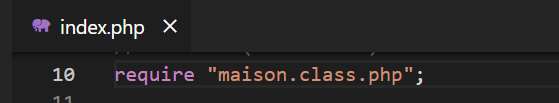 index.php ×
10 require "maison.class.php";
11